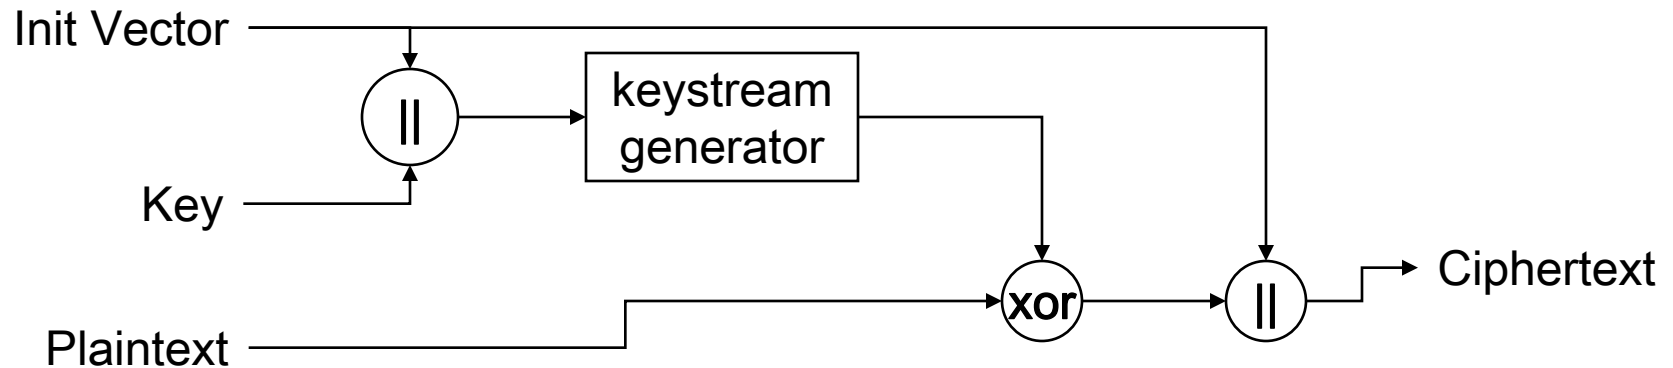 Init Vector
||
keystream
generator
Key
xor
||
Ciphertext
Plaintext